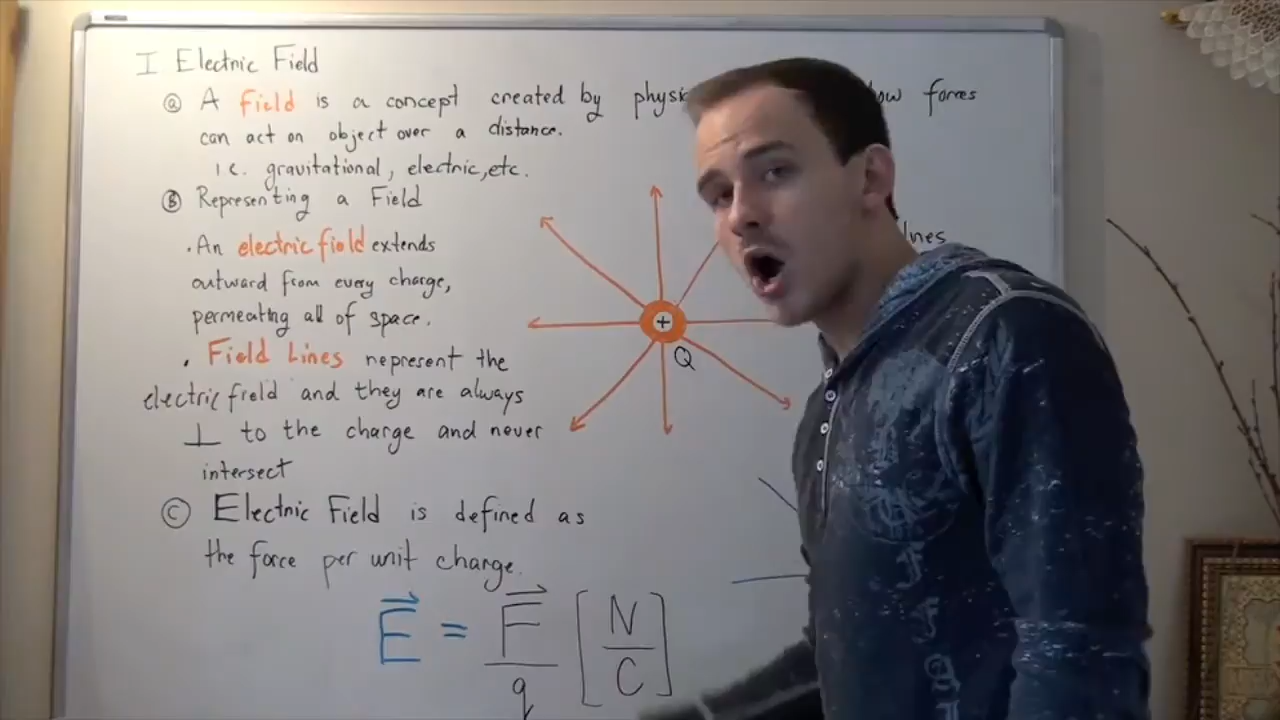 I Electric Field
Ⓐ A Field is a concept created by physic how forces
can act on object over a distance.
i.e. gravitational, electric, etc.
Ⓑ Representing a Field
. An electric field extends
outward from every charge,
permeating all of space.
. Field Lines represent the
electric field and they are always
⊥ to the charge and never
intersect
+
Q
lines
Ⓒ Electric Field is defined as
the force per unit charge.
E⃗ = F⃗/q [N/C]